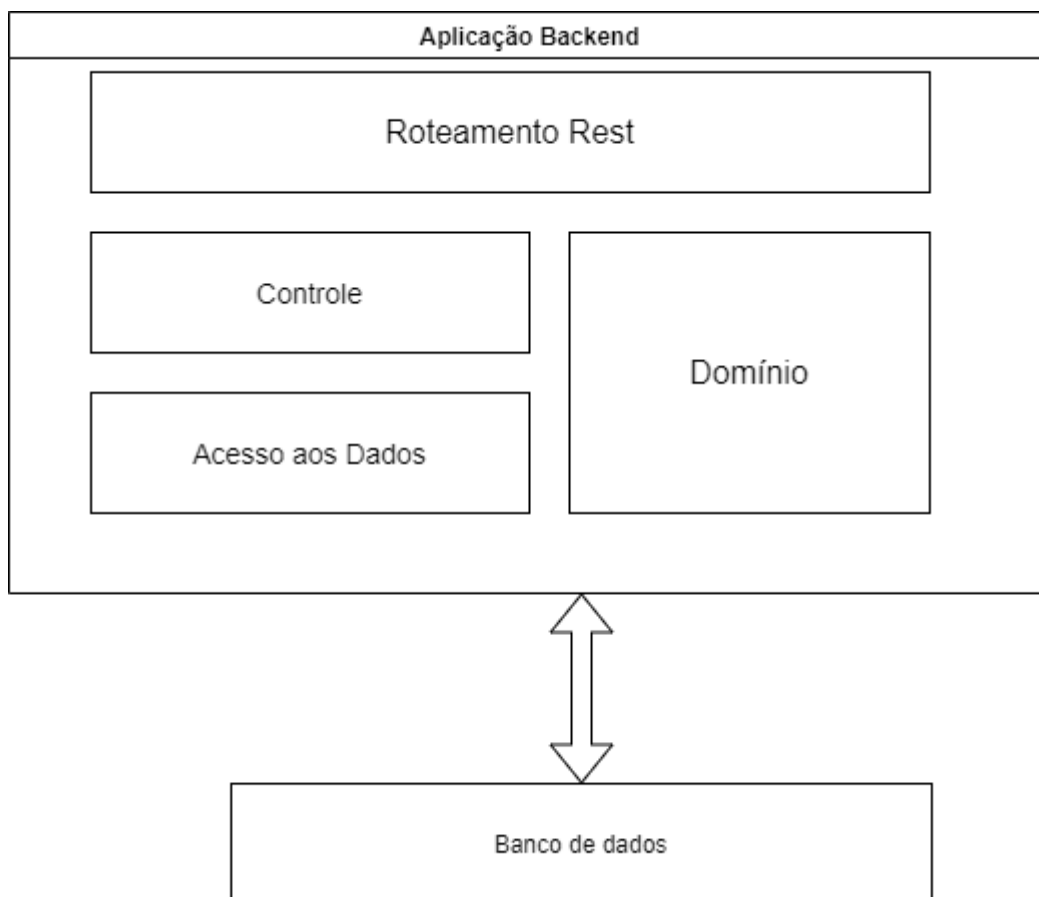 Aplicação Backend
Roteamento Rest
Controle
Domínio
Acesso aos Dados
Banco de dados